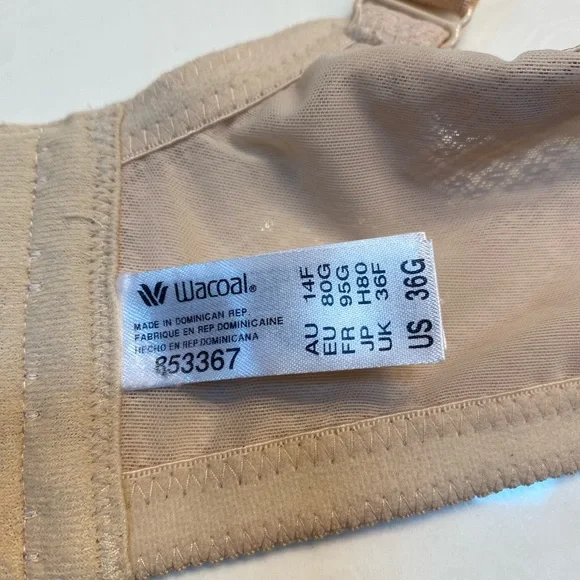 Wacoal®
MADE IN DOMINICAN REP.
FABRIQUE EN REP. DOMINICAINE
HECHO EN REP. DOMINICANA
853367
AU 14F
EU 80G
FR 95G
JP H80
UK 36F
US 36G